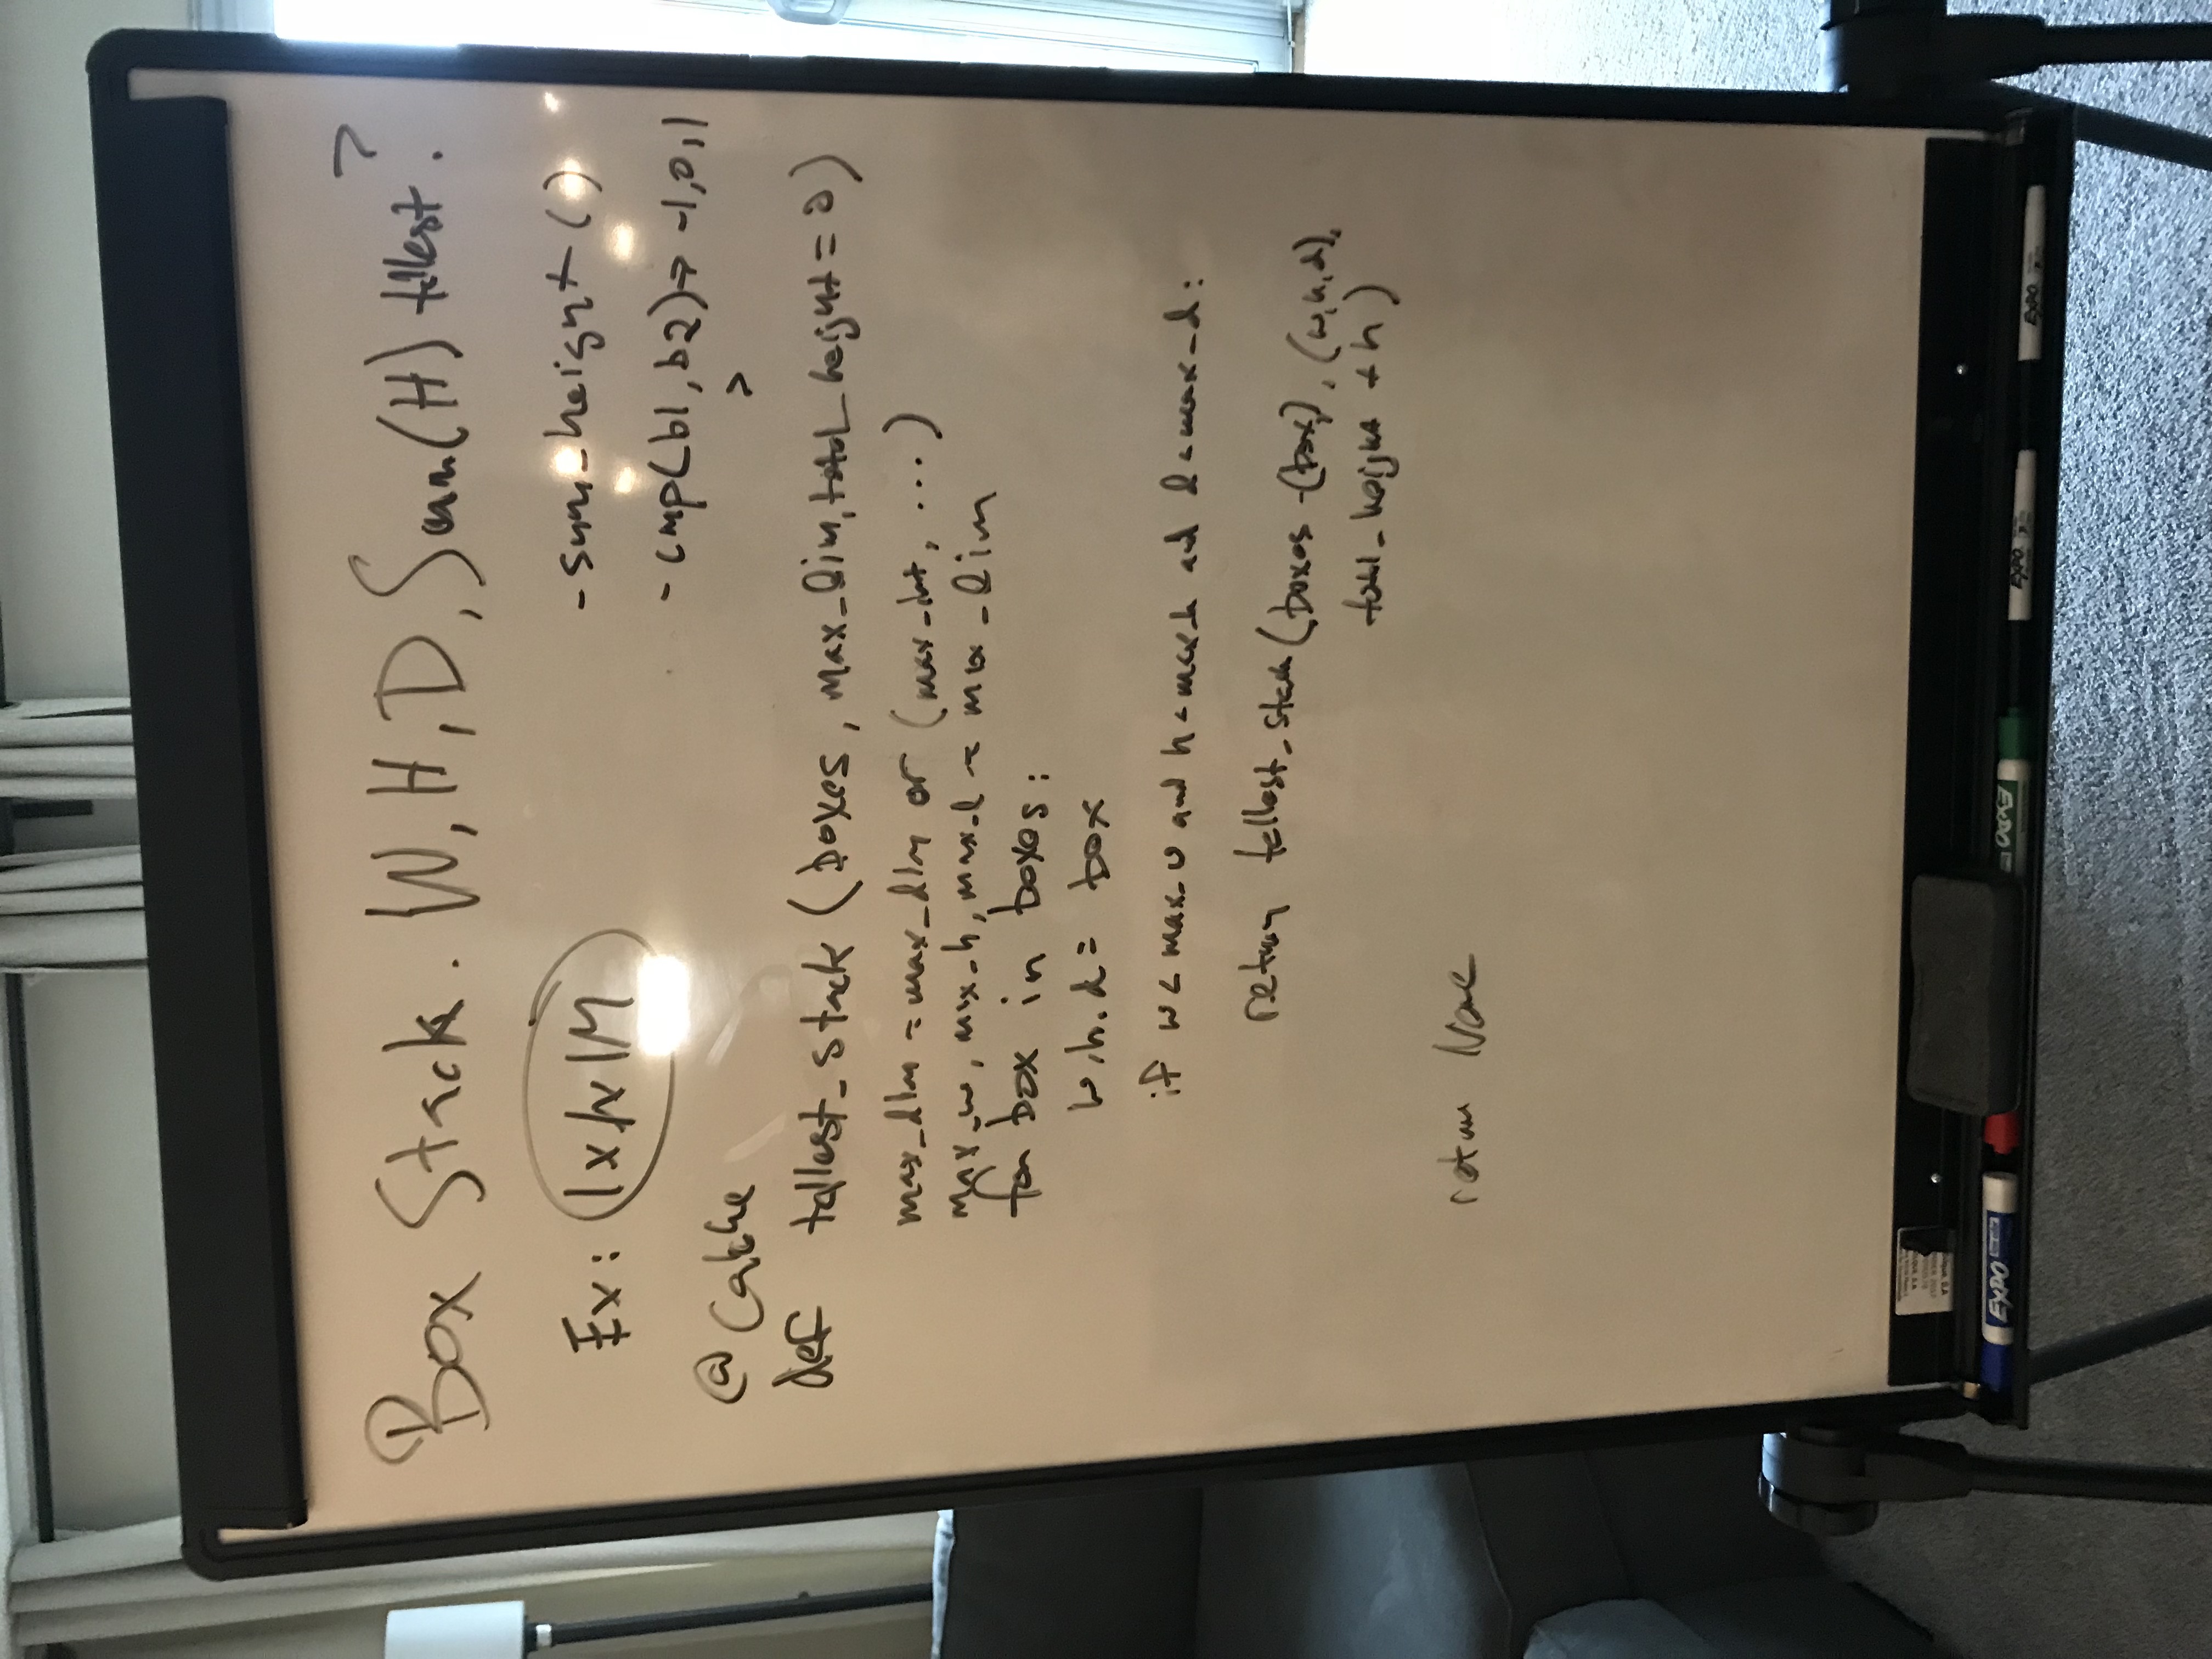 Box Stack. W, H, D, Sum(H) tallest?
Ex: 1x1x1M
- sum_height ()
- cmp(b1, b2) → -1,0,1
>
@ Cache
def tallest_stack (boxes, max_dim, total_height = 0)
max_dim = max_dim or (max_int, ...)
max_w, max_h, max_d = max_dim
for box in boxes:
w,h,d = box
if w < max_w and h < max_h and d < max_d:
return tallest_stack (boxes - (box), (w,h,d),
total_height + h )
return None
EXPO
EXPO
EXPO
EXPO